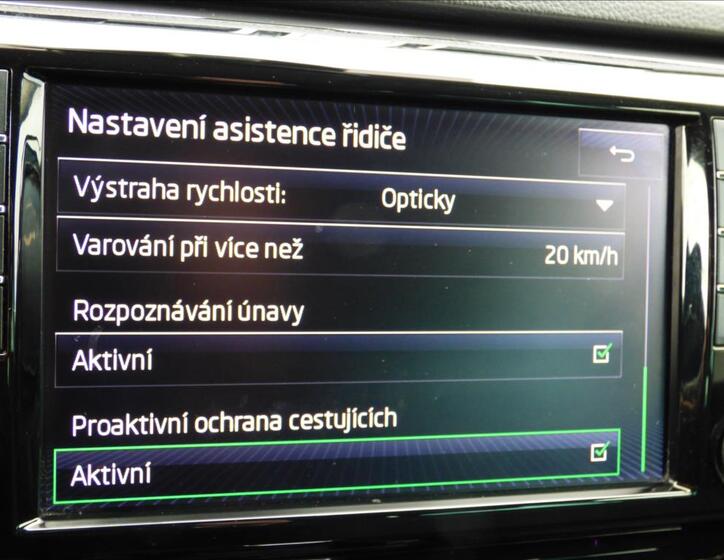 Nastavení asistence řidiče
Výstraha rychlosti: Opticky
Varování při více než 20 km/h
Rozpoznávání únavy
Aktivní
Proaktivní ochrana cestujících
Aktivní